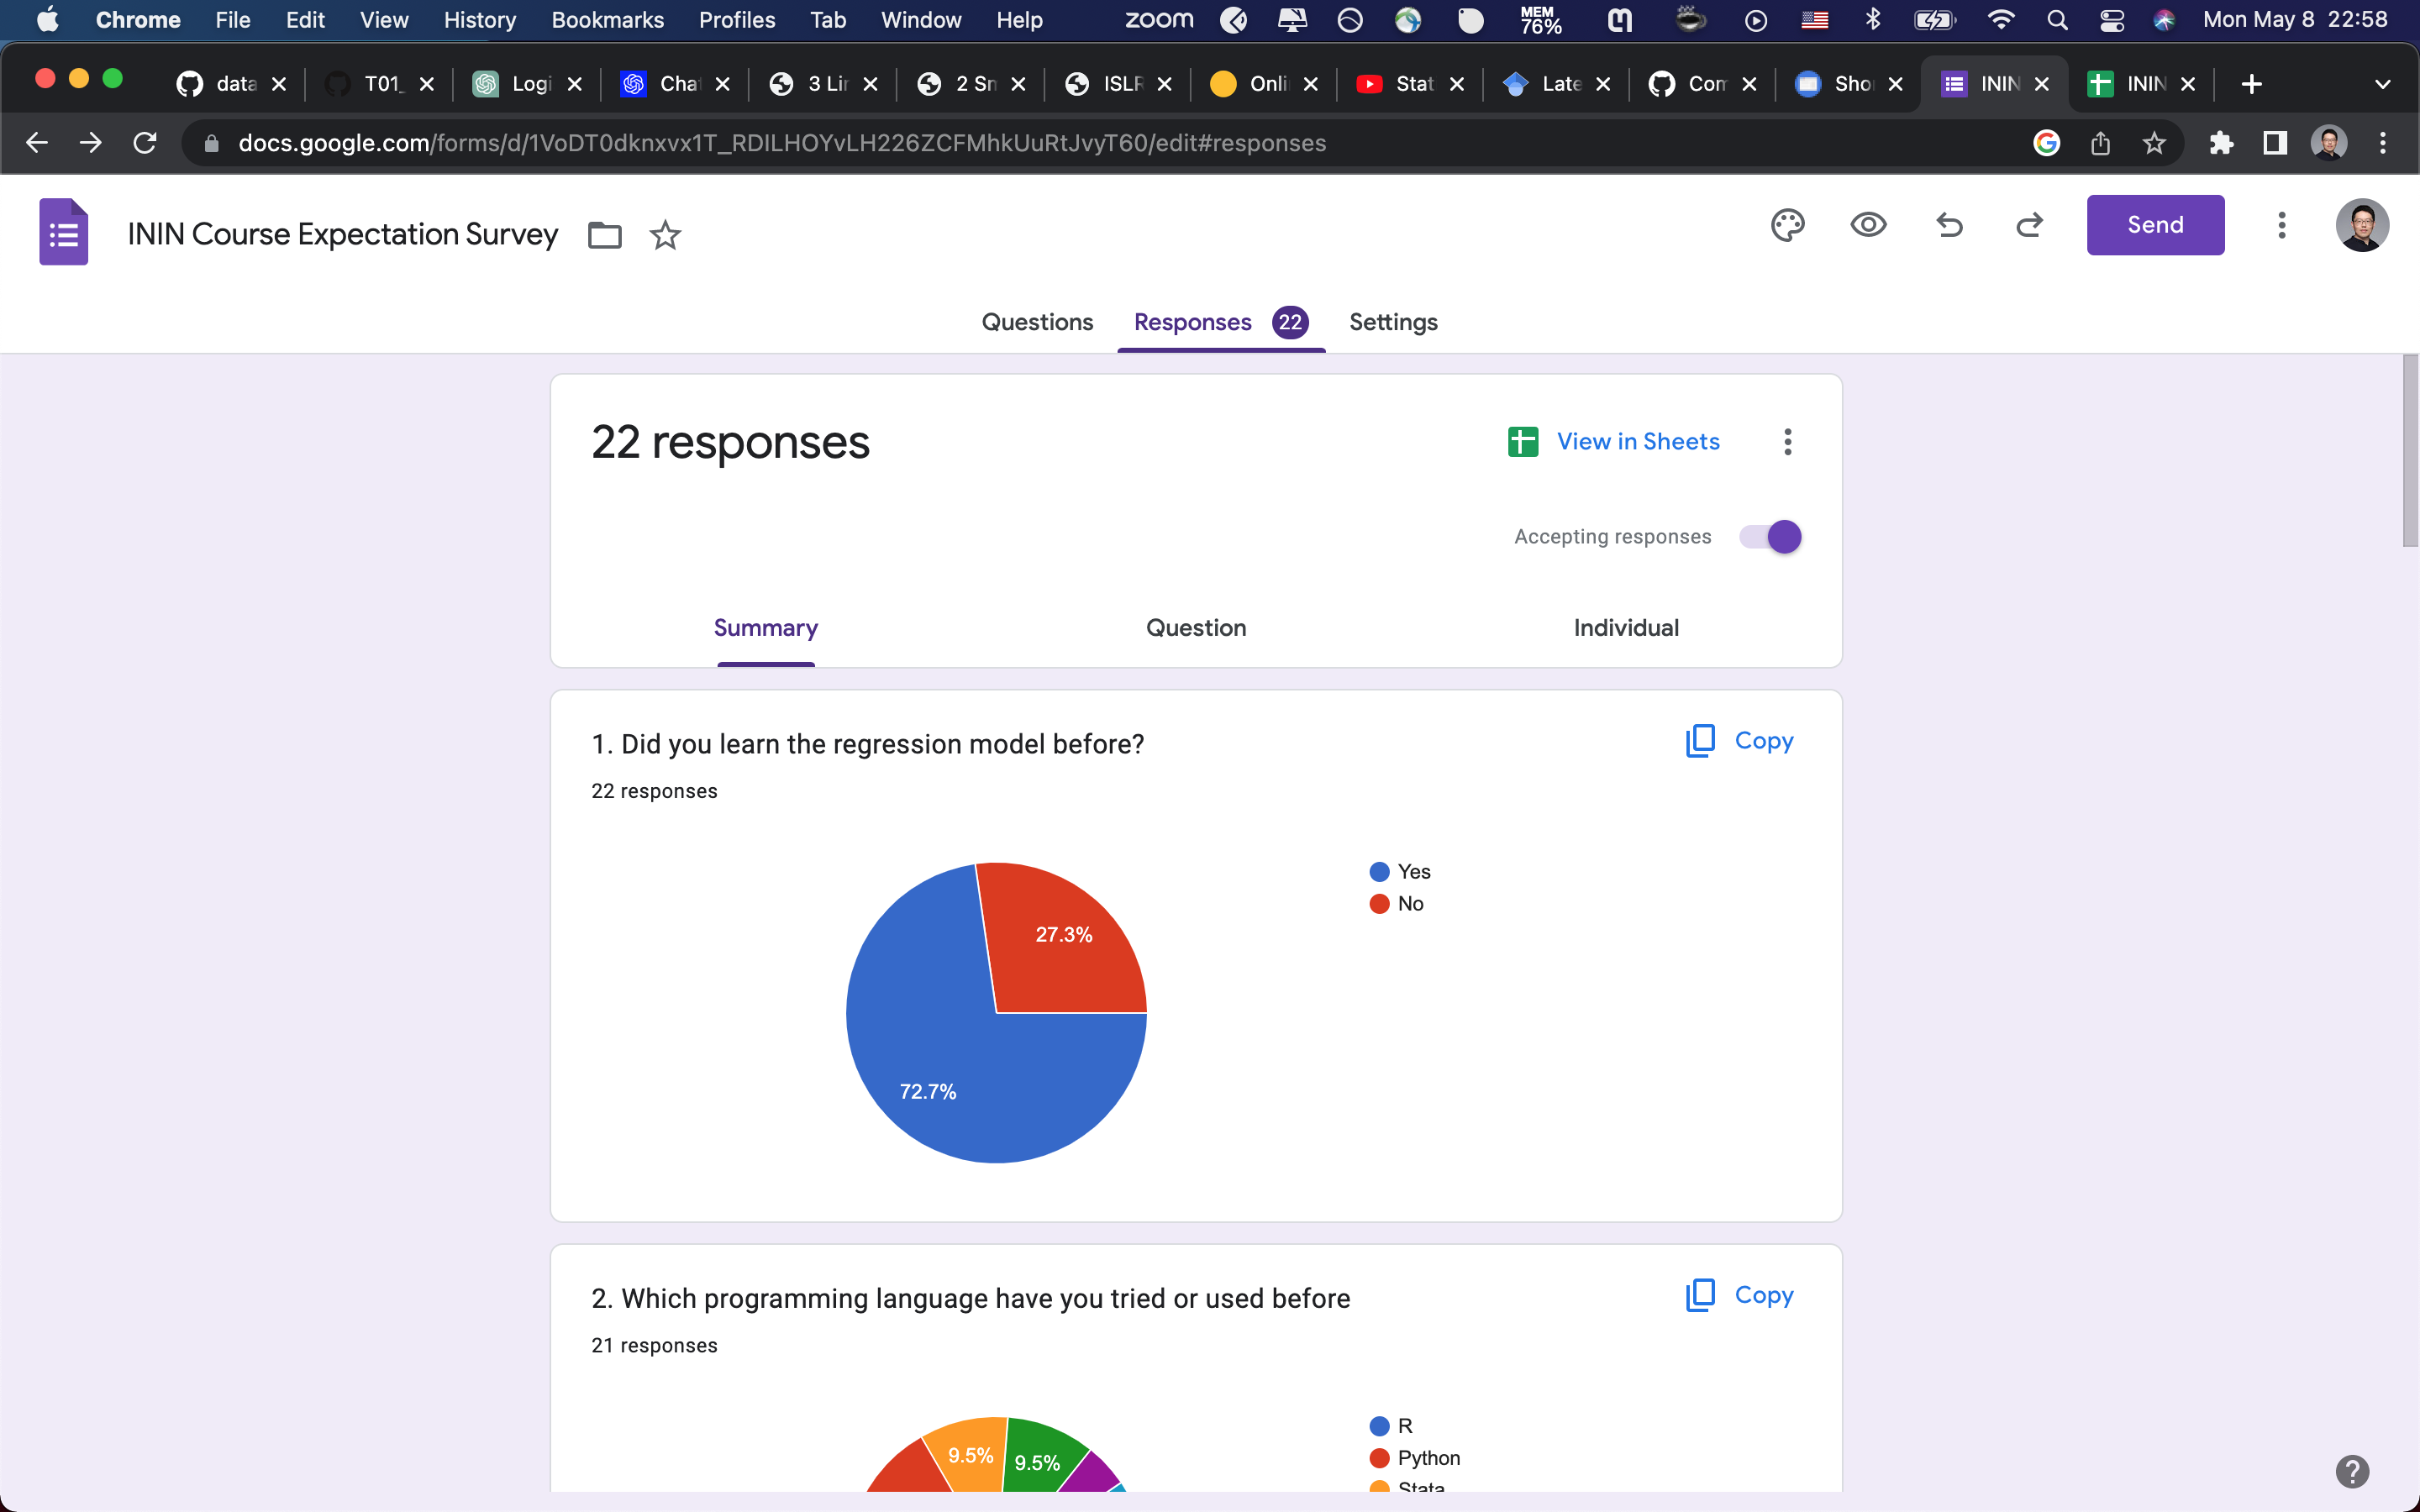 Chrome File Edit View History Bookmarks Profiles Tab Window Help zoom MEM 76% Mon May 8 22:58
data T01_ Logi Cha 3 Lir 2 Sm ISLR Onli Stat Late Com Sho ININ ININ
docs.google.com/forms/d/1VoDT0dknxvx1T_RDILHOYvLH226ZCFMhkUuRtJvyT60/edit#responses
ININ Course Expectation Survey
Send
Questions Responses 22 Settings
22 responses
View in Sheets
Accepting responses
Summary Question Individual
1. Did you learn the regression model before?
Copy
22 responses
Yes
No
27.3%
72.7%
2. Which programming language have you tried or used before
Copy
21 responses
R
Python
Stata
9.5%
9.5%